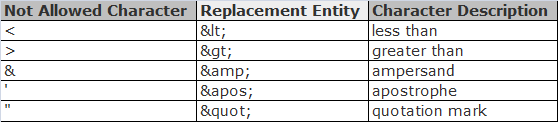 Not Allowed Character Replacement Entity Character Description
< &lt; less than
> &gt; greater than
& &amp; ampersand
' &apos; apostrophe
" &quot; quotation mark